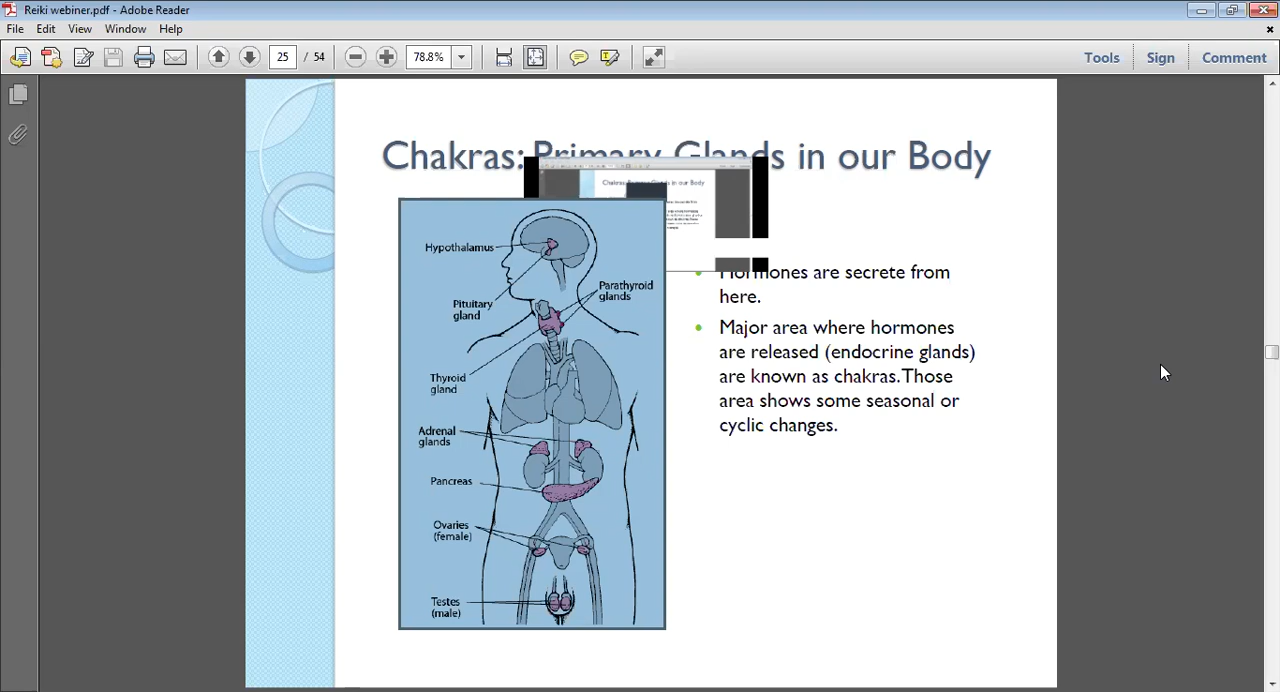 Reiki webiner.pdf - Adobe Reader
File Edit View Window Help
25 / 54 78.8% Tools Sign Comment
Chakras: Primary Glands in our Body
Hypothalamus
Pituitary
gland
Parathyroid
glands
Thyroid
gland
Adrenal
glands
Pancreas
Ovaries
(female)
Testes
(male)
Hormones are secrete from
here.
Major area where hormones
are released (endocrine glands)
are known as chakras.Those
area shows some seasonal or
cyclic changes.